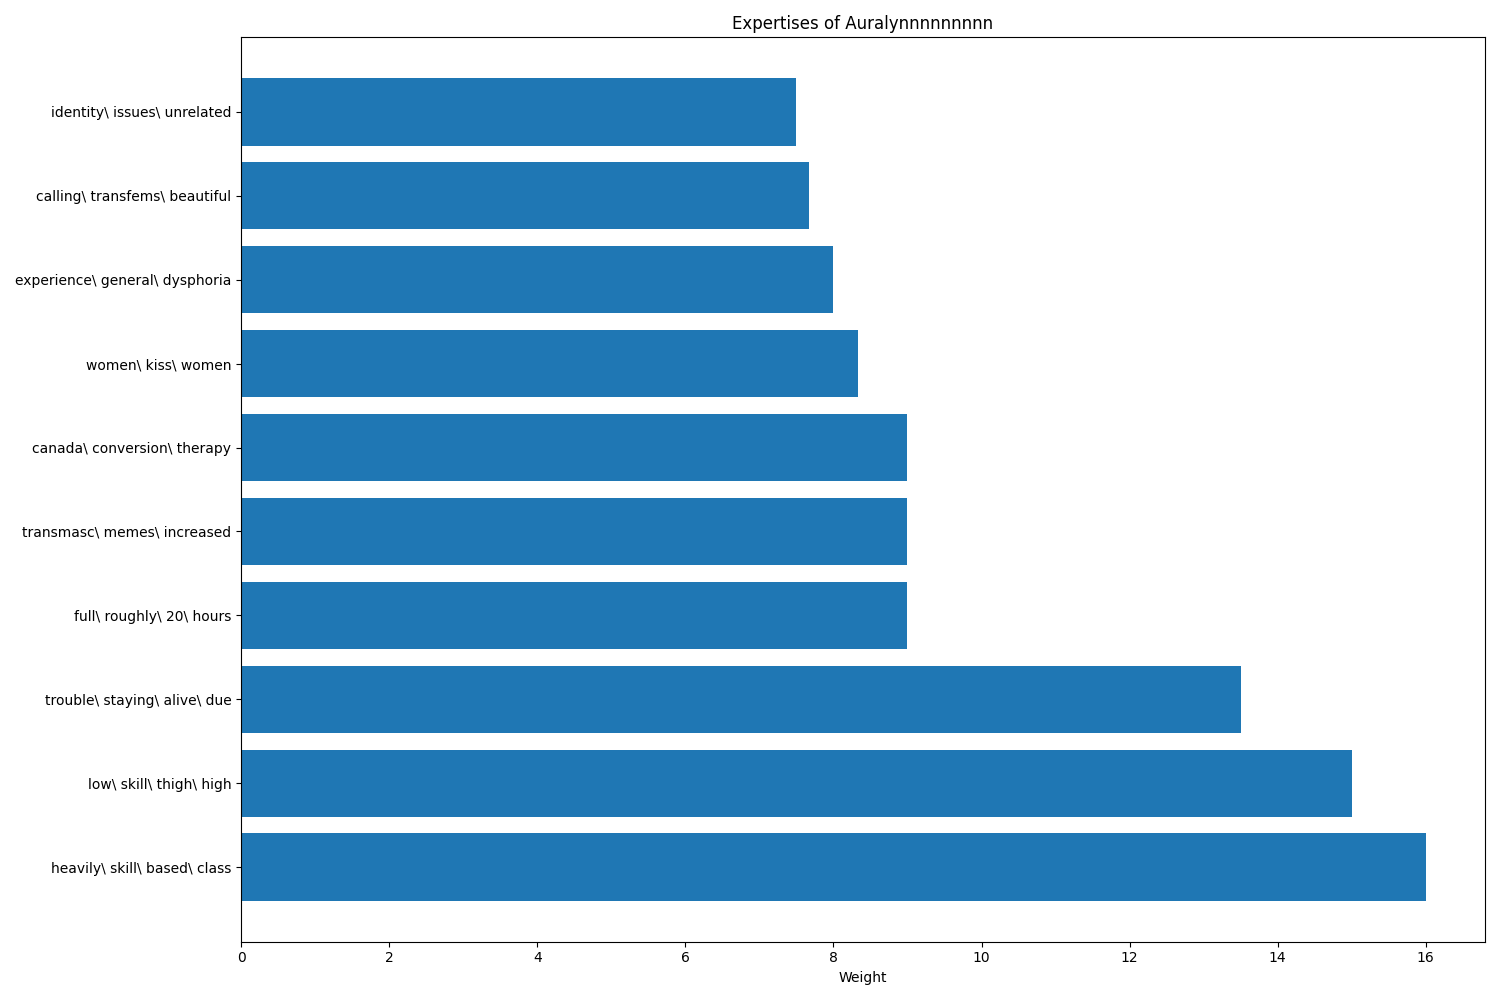 Expertises of Auralynnnnnnnnn
identity\ issues\ unrelated
calling\ transfems\ beautiful
experience\ general\ dysphoria
women\ kiss\ women
canada\ conversion\ therapy
transmasc\ memes\ increased
full\ roughly\ 20\ hours
trouble\ staying\ alive\ due
low\ skill\ thigh\ high
heavily\ skill\ based\ class
0 2 4 6 8 10 12 14 16
Weight